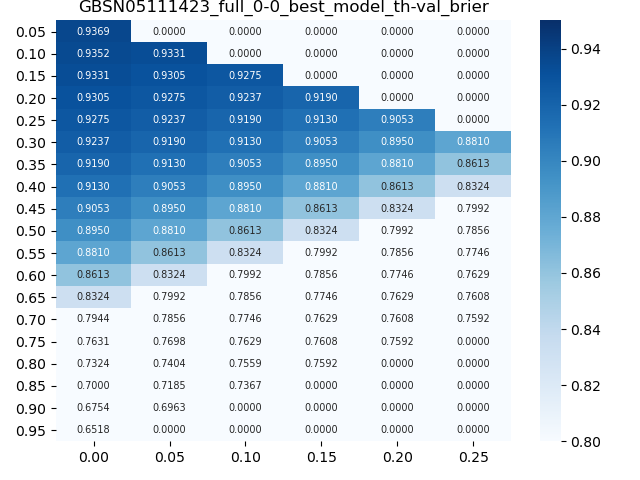 GBSN05111423_full_0-0_best_model_th-val_brier
0.05 0.9369 0.0000 0.0000 0.0000 0.0000 0.0000
0.10 0.9352 0.9331 0.0000 0.0000 0.0000 0.0000
0.15 0.9331 0.9305 0.9275 0.0000 0.0000 0.0000
0.20 0.9305 0.9275 0.9237 0.9190 0.0000 0.0000
0.25 0.9275 0.9237 0.9190 0.9130 0.9053 0.0000
0.30 0.9237 0.9190 0.9130 0.9053 0.8950 0.8810
0.35 0.9190 0.9130 0.9053 0.8950 0.8810 0.8613
0.40 0.9130 0.9053 0.8950 0.8810 0.8613 0.8324
0.45 0.9053 0.8950 0.8810 0.8613 0.8324 0.7992
0.50 0.8950 0.8810 0.8613 0.8324 0.7992 0.7856
0.55 0.8810 0.8613 0.8324 0.7992 0.7856 0.7746
0.60 0.8613 0.8324 0.7992 0.7856 0.7746 0.7629
0.65 0.8324 0.7992 0.7856 0.7746 0.7629 0.7608
0.70 0.7944 0.7856 0.7746 0.7629 0.7608 0.7592
0.75 0.7631 0.7698 0.7629 0.7608 0.7592 0.0000
0.80 0.7324 0.7404 0.7559 0.7592 0.0000 0.0000
0.85 0.7000 0.7185 0.7367 0.0000 0.0000 0.0000
0.90 0.6754 0.6963 0.0000 0.0000 0.0000 0.0000
0.95 0.6518 0.0000 0.0000 0.0000 0.0000 0.0000
0.00 0.05 0.10 0.15 0.20 0.25
0.94
0.92
0.90
0.88
0.86
0.84
0.82
0.80